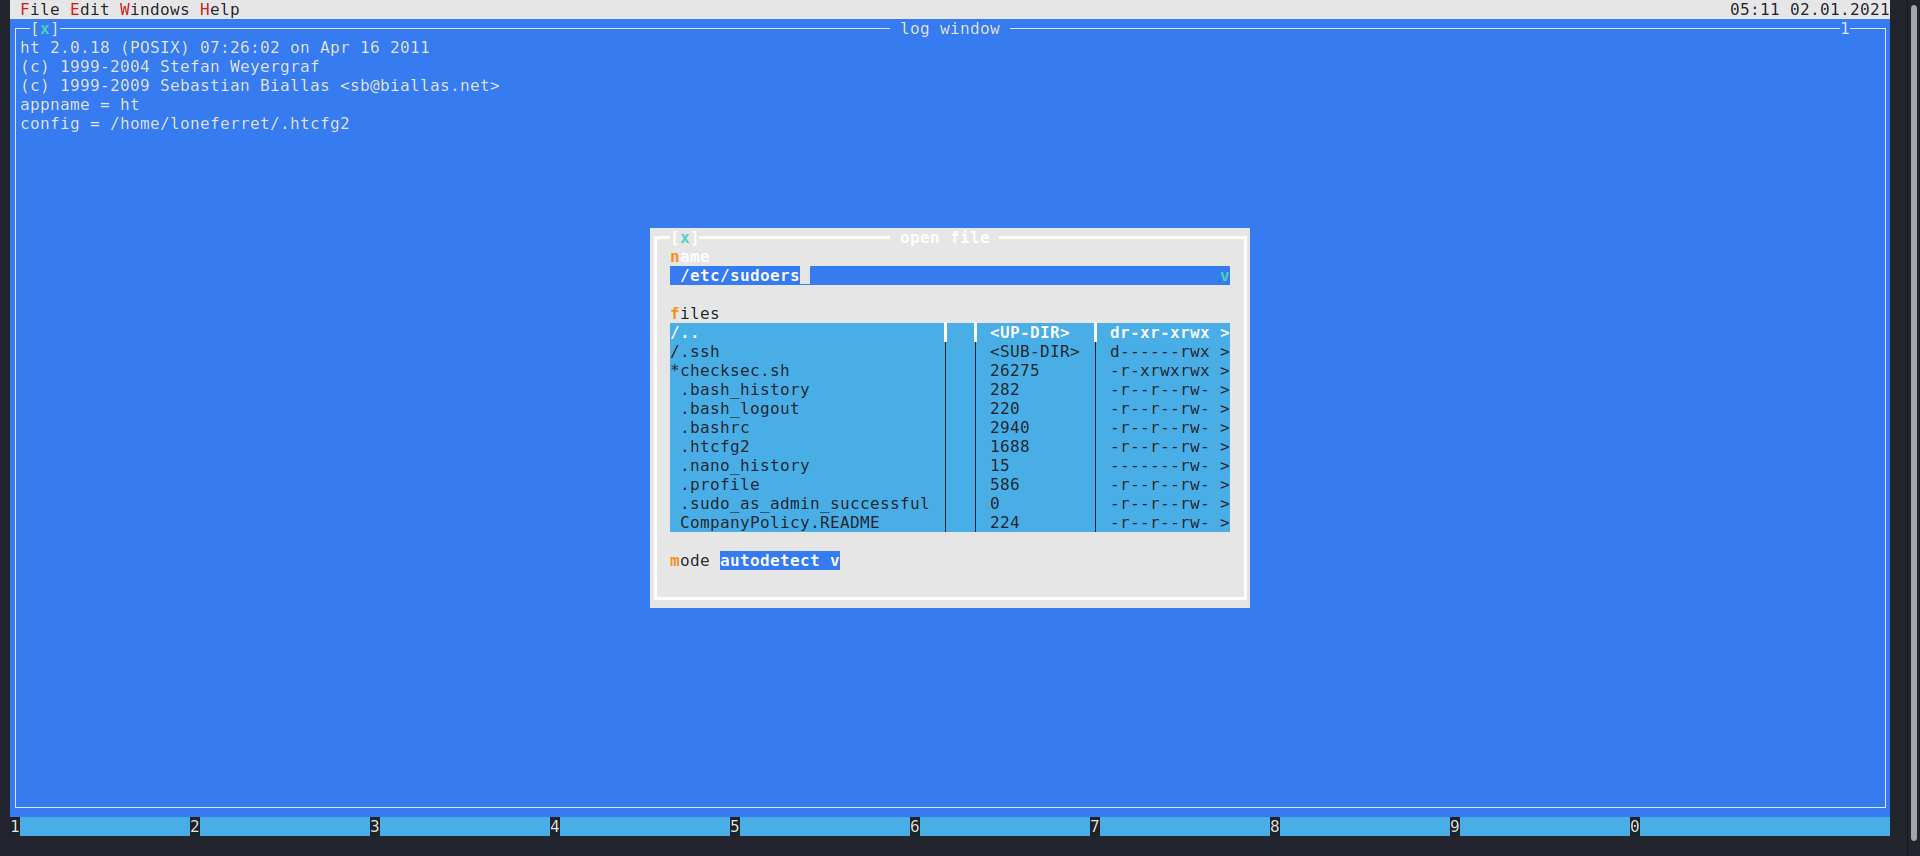 File Edit Windows Help 05:11 02.01.2021
[x] log window 1
ht 2.0.18 (POSIX) 07:26:02 on Apr 16 2011
(c) 1999-2004 Stefan Weyergraf
(c) 1999-2009 Sebastian Biallas <sb@biallas.net>
appname = ht
config = /home/loneferret/.htcfg2
[x] open file
name
/etc/sudoers v
files
/.. <UP-DIR> dr-xr-xrwx >
/.ssh <SUB-DIR> d------rwx >
*checksec.sh 26275 -r-xrwxrwx >
.bash_history 282 -r--r--rw- >
.bash_logout 220 -r--r--rw- >
.bashrc 2940 -r--r--rw- >
.htcfg2 1688 -r--r--rw- >
.nano_history 15 -------rw- >
.profile 586 -r--r--rw- >
.sudo_as_admin_successful 0 -r--r--rw- >
CompanyPolicy.README 224 -r--r--rw- >
mode autodetect v
1 2 3 4 5 6 7 8 9 0